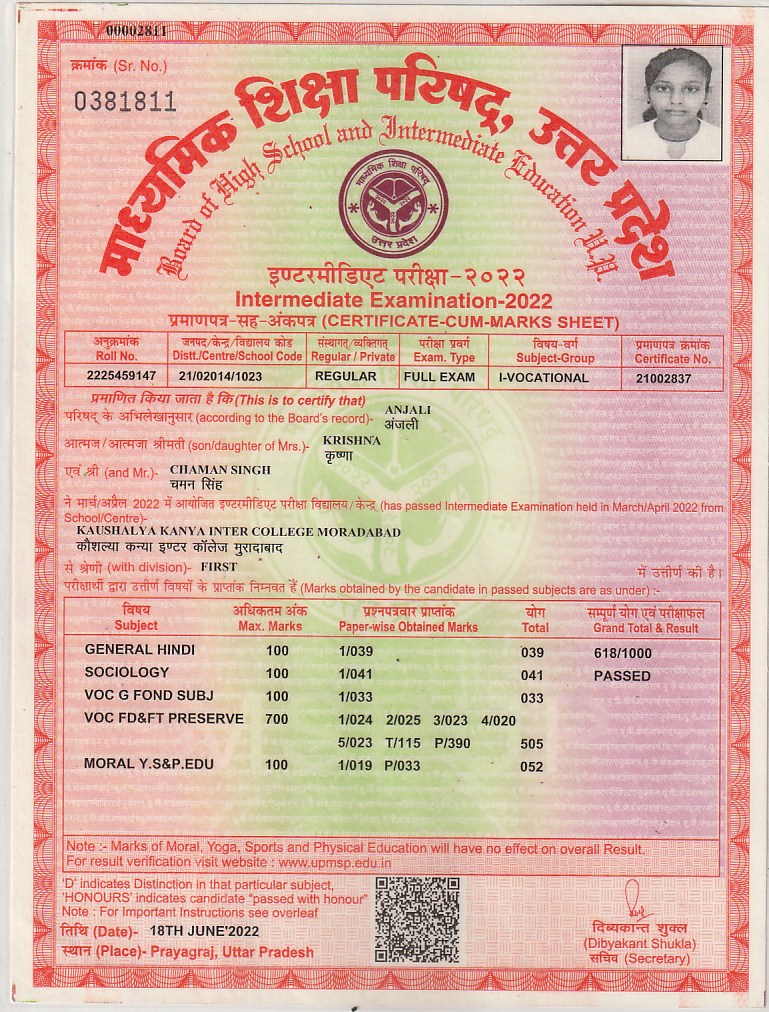 00002811
क्रमांक (Sr. No.)
0381811
माध्यमिक शिक्षा परिषद्, उत्तर प्रदेश
Board of High School and Intermediate Education U.P.
माध्यमिक शिक्षा परिषद्
उत्तर प्रदेश
इण्टरमीडिएट परीक्षा-२०२२
Intermediate Examination-2022
प्रमाणपत्र-सह-अंकपत्र (CERTIFICATE-CUM-MARKS SHEET)
अनुक्रमांक जनपद/केन्द्र/विद्यालय कोड संस्थागत्/व्यक्तिगत् परीक्षा प्रवर्ग विषय-वर्ग प्रमाणपत्र क्रमांक
Roll No. Distt./Centre/School Code Regular / Private Exam. Type Subject-Group Certificate No.
2225459147 21/02014/1023 REGULAR FULL EXAM I-VOCATIONAL 21002837
प्रमाणित किया जाता है कि (This is to certify that)
परिषद् के अभिलेखानुसार (according to the Board's record)- ANJALI
अंजली
आत्मज/आत्मजा श्रीमती (son/daughter of Mrs.)- KRISHNA
कृष्णा
एवं श्री (and Mr.)- CHAMAN SINGH
चमन सिंह
ने मार्च/अप्रैल 2022 में आयोजित इण्टरमीडिएट परीक्षा विद्यालय/केन्द्र (has passed Intermediate Examination held in March/April 2022 from
School/Centre)-
KAUSHALYA KANYA INTER COLLEGE MORADABAD
कौशल्या कन्या इण्टर कॉलेज मुरादाबाद
से श्रेणी (with division)- FIRST में उत्तीर्ण की है।
परीक्षार्थी द्वारा उत्तीर्ण विषयों के प्राप्तांक निम्नवत हैं (Marks obtained by the candidate in passed subjects are as under) :-
विषय अधिकतम अंक प्रश्नपत्रवार प्राप्तांक योग सम्पूर्ण योग एवं परीक्षाफल
Subject Max. Marks Paper-wise Obtained Marks Total Grand Total & Result
GENERAL HINDI 100 1/039 039 618/1000
SOCIOLOGY 100 1/041 041 PASSED
VOC G FOND SUBJ 100 1/033 033
VOC FD&FT PRESERVE 700 1/024 2/025 3/023 4/020
5/023 T/115 P/390 505
MORAL Y.S&P.EDU 100 1/019 P/033 052
Note :- Marks of Moral, Yoga, Sports and Physical Education will have no effect on overall Result.
For result verification visit website : www.upmsp.edu.in
'D' indicates Distinction in that particular subject,
'HONOURS' indicates candidate "passed with honour"
Note : For Important Instructions see overleaf
तिथि (Date)- 18TH JUNE'2022
स्थान (Place)- Prayagraj, Uttar Pradesh
दिव्यकान्त शुक्ल
(Dibyakant Shukla)
सचिव (Secretary)